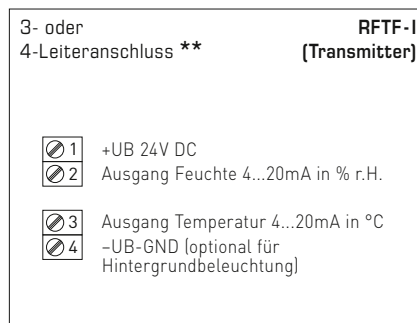 3- oder RFTF-I
4-Leiteranschluss ** (Transmitter)
1 +UB 24V DC
2 Ausgang Feuchte 4...20mA in % r.H.
3 Ausgang Temperatur 4...20mA in °C
4 –UB-GND (optional für
Hintergrundbeleuchtung)